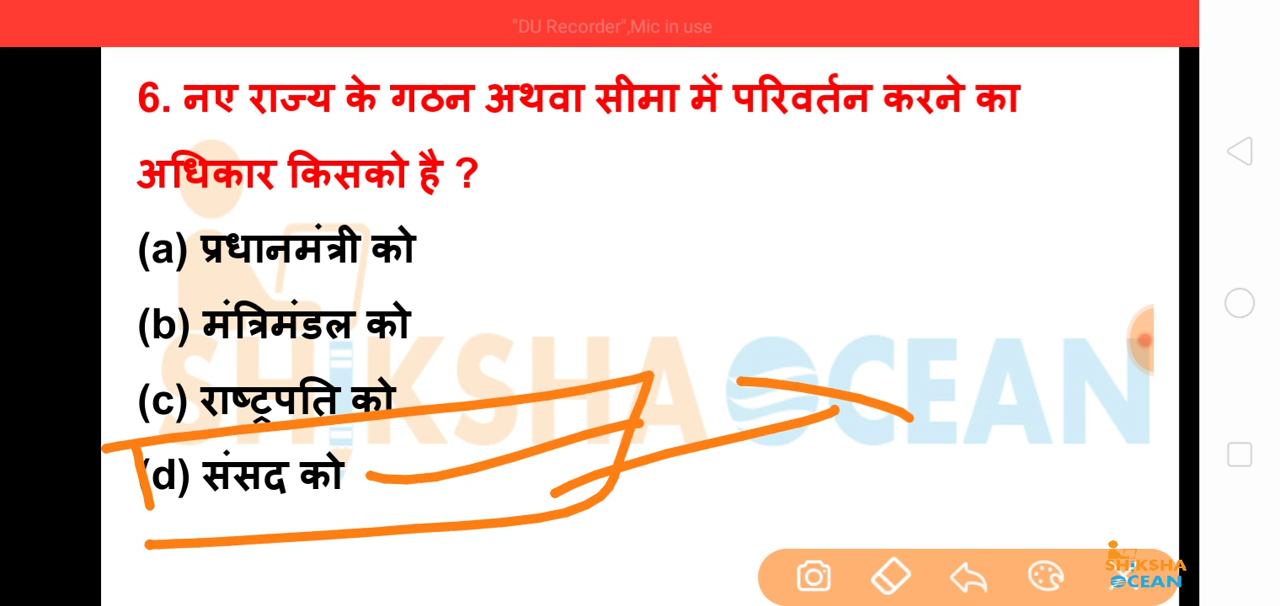 "DU Recorder",Mic in use
6. नए राज्य के गठन अथवा सीमा में परिवर्तन करने का
अधिकार किसको है ?
(a) प्रधानमंत्री को
(b) मंत्रिमंडल को
(c) राष्ट्रपति को
(d) संसद को
SHIKSHA OCEAN
SHIKSHA
OCEAN